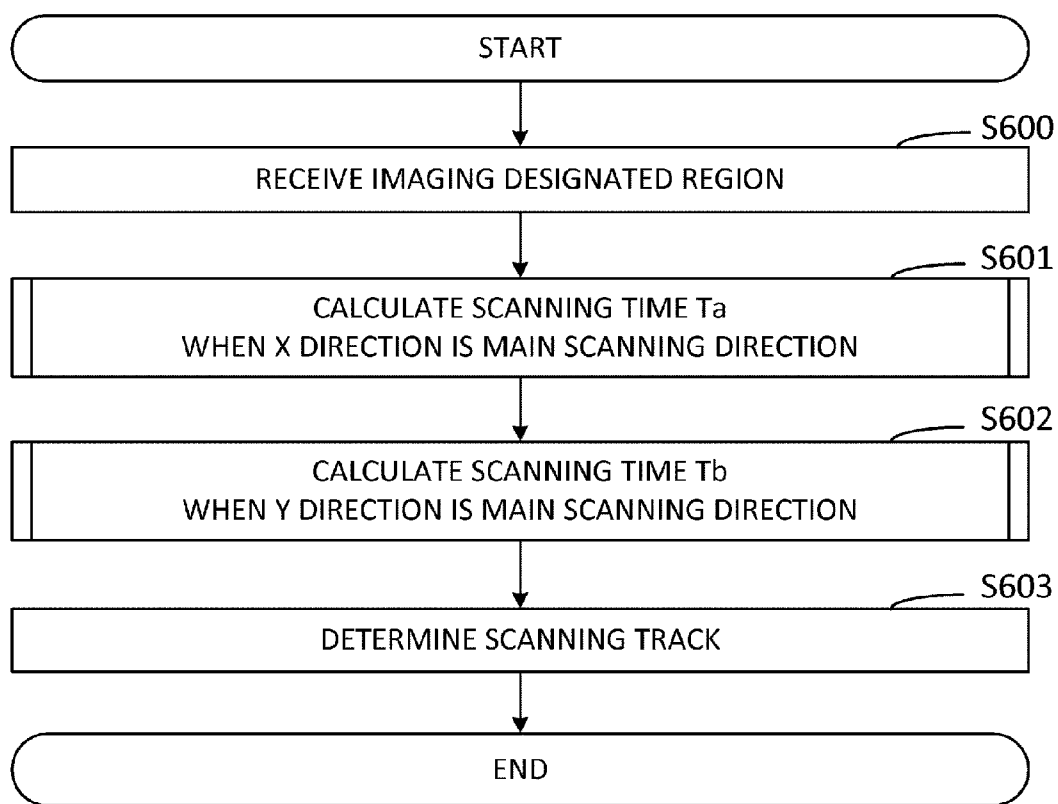 START
S600
RECEIVE IMAGING DESIGNATED REGION
S601
CALCULATE SCANNING TIME Ta
WHEN X DIRECTION IS MAIN SCANNING DIRECTION
S602
CALCULATE SCANNING TIME Tb
WHEN Y DIRECTION IS MAIN SCANNING DIRECTION
S603
DETERMINE SCANNING TRACK
END